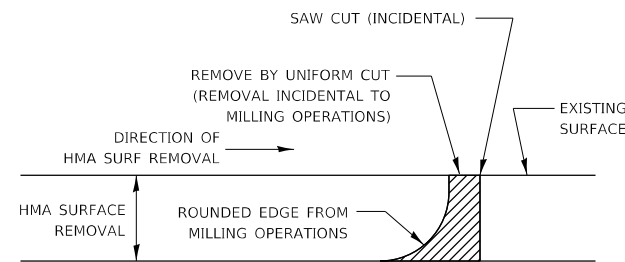 SAW CUT (INCIDENTAL)
REMOVE BY UNIFORM CUT
(REMOVAL INCIDENTAL TO
MILLING OPERATIONS)
EXISTING
SURFACE
DIRECTION OF
HMA SURF REMOVAL
HMA SURFACE
REMOVAL
ROUNDED EDGE FROM
MILLING OPERATIONS